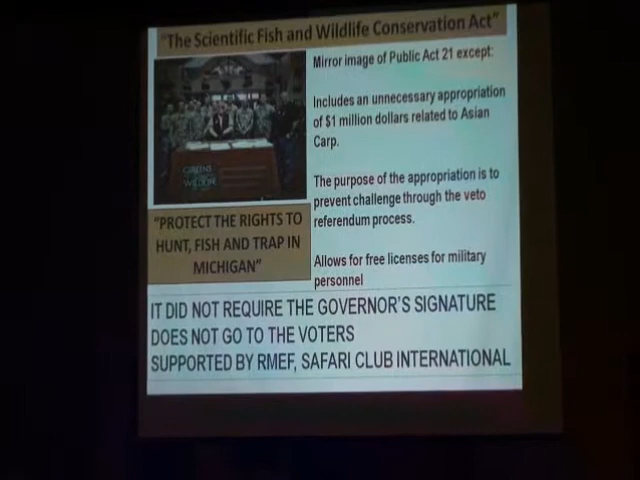 "The Scientific Fish and Wildlife Conservation Act"
Mirror image of Public Act 21 except:
Includes an unnecessary appropriation
of $1 million dollars related to Asian
Carp.
The purpose of the appropriation is to
prevent challenge through the veto
referendum process.
Allows for free licenses for military
personnel
"PROTECT THE RIGHTS TO
HUNT, FISH AND TRAP IN
MICHIGAN"
IT DID NOT REQUIRE THE GOVERNOR'S SIGNATURE
DOES NOT GO TO THE VOTERS
SUPPORTED BY RMEF, SAFARI CLUB INTERNATIONAL